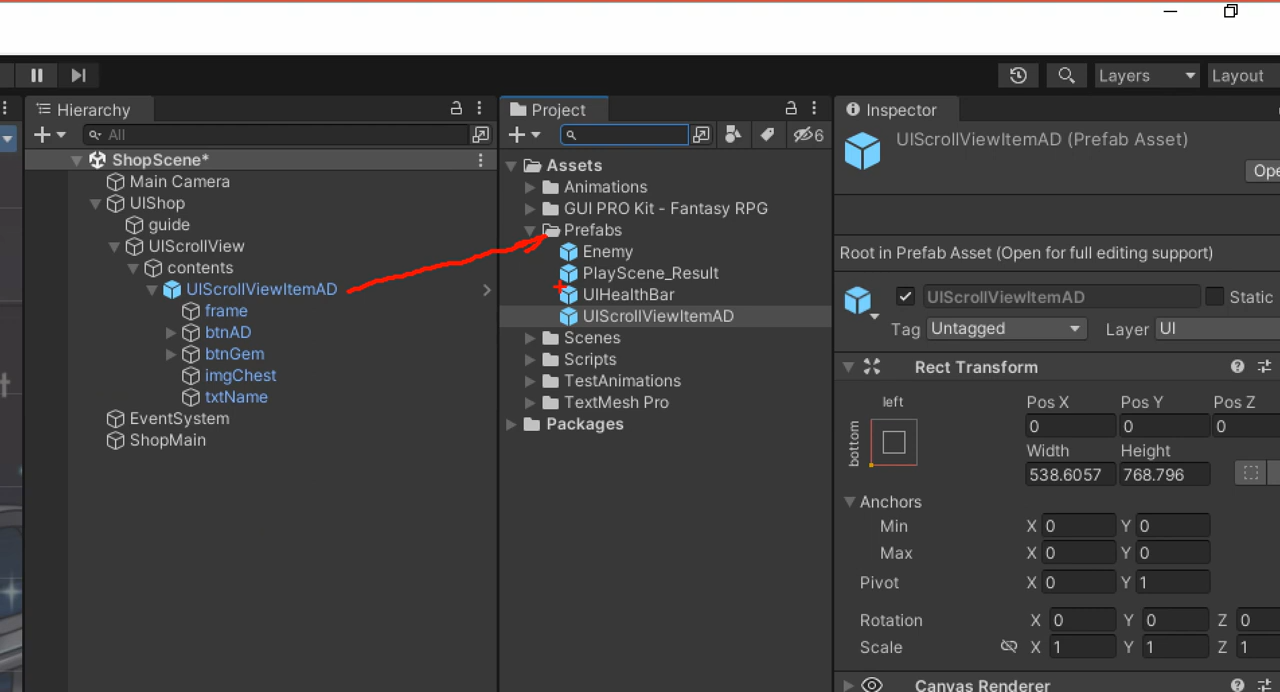 Layers
Layout
Hierarchy
All
ShopScene*
Main Camera
UIShop
guide
UIScrollView
contents
UIScrollViewItemAD
frame
btnAD
btnGem
imgChest
txtName
EventSystem
ShopMain
Project
6
Assets
Animations
GUI PRO Kit - Fantasy RPG
Prefabs
Enemy
PlayScene_Result
UIHealthBar
UIScrollViewItemAD
Scenes
Scripts
TestAnimations
TextMesh Pro
Packages
Inspector
UIScrollViewItemAD (Prefab Asset)
Ope
Root in Prefab Asset (Open for full editing support)
UIScrollViewItemAD Static
Tag Untagged Layer UI
Rect Transform
left
bottom
Pos X Pos Y Pos Z
0 0 0
Width Height
538.6057 768.796
Anchors
Min X 0 Y 0
Max X 0 Y 0
Pivot X 0 Y 1
Rotation X 0 Y 0 Z 0
Scale X 1 Y 1 Z 1
Canvas Renderer